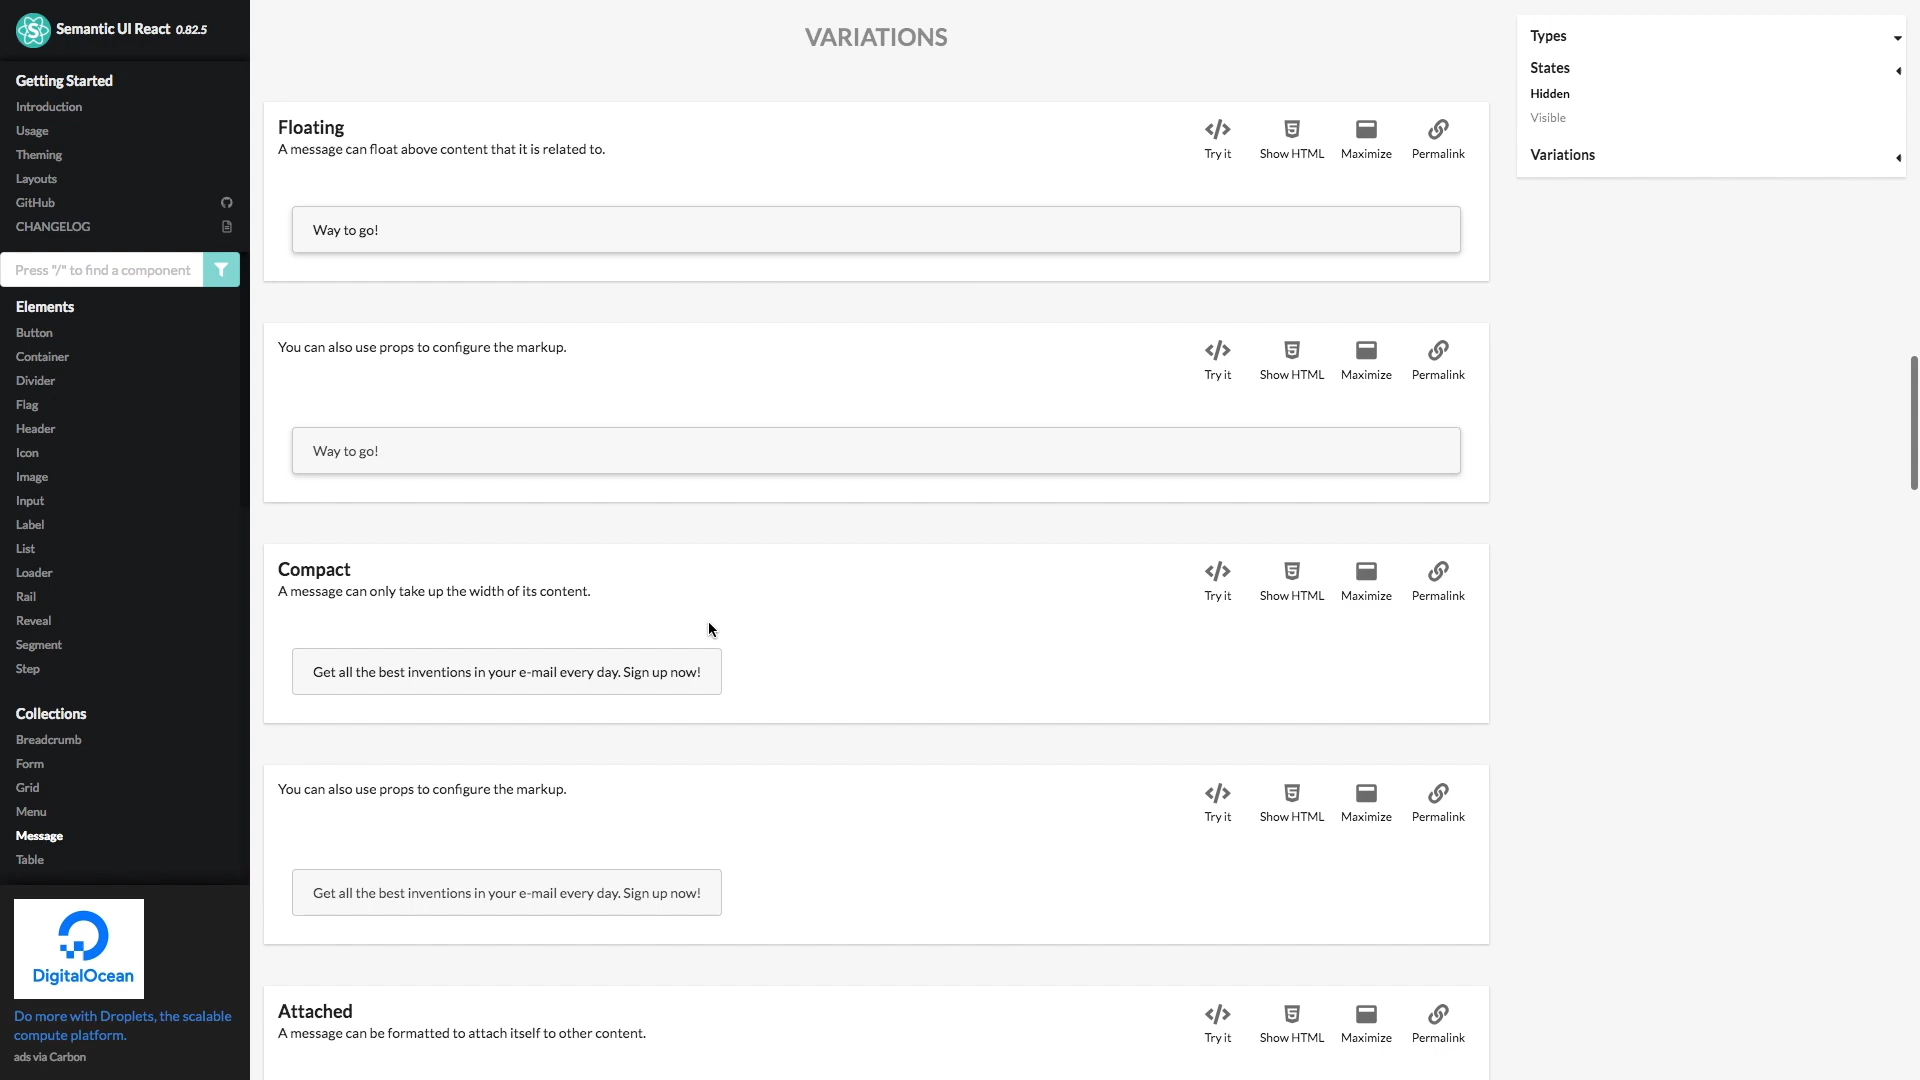 Semantic UI React 0.82.5
Getting Started
Introduction
Usage
Theming
Layouts
GitHub
CHANGELOG
Press "/" to find a component
Elements
Button
Container
Divider
Flag
Header
Icon
Image
Input
Label
List
Loader
Rail
Reveal
Segment
Step
Collections
Breadcrumb
Form
Grid
Menu
Message
Table
DigitalOcean
Do more with Droplets, the scalable
compute platform.
ads via Carbon
VARIATIONS
Floating
A message can float above content that it is related to.
Try it Show HTML Maximize Permalink
Way to go!
You can also use props to configure the markup.
Try it Show HTML Maximize Permalink
Way to go!
Compact
A message can only take up the width of its content.
Try it Show HTML Maximize Permalink
Get all the best inventions in your e-mail every day. Sign up now!
You can also use props to configure the markup.
Try it Show HTML Maximize Permalink
Get all the best inventions in your e-mail every day. Sign up now!
Attached
A message can be formatted to attach itself to other content.
Try it Show HTML Maximize Permalink
Types
States
Hidden
Visible
Variations